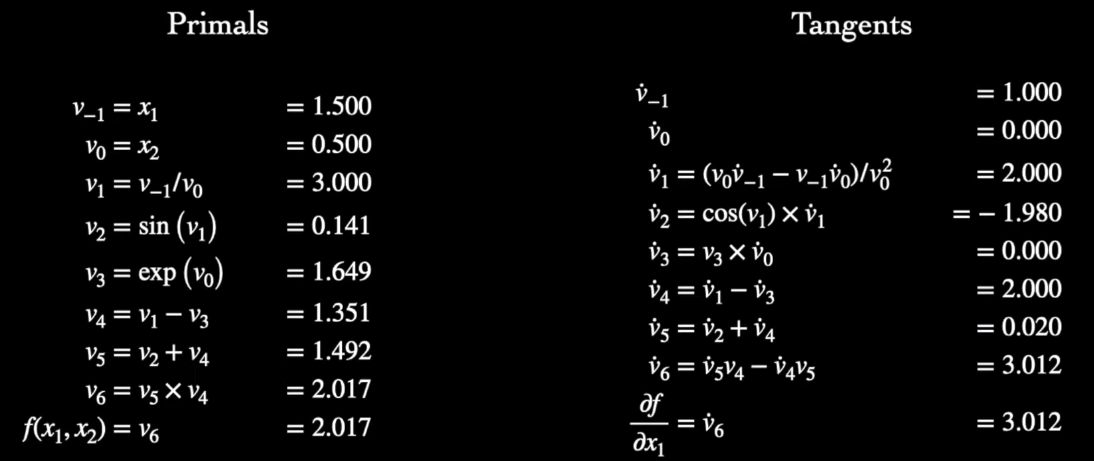 Primals
v₋₁ = x₁ = 1.500
v₀ = x₂ = 0.500
v₁ = v₋₁/v₀ = 3.000
v₂ = sin (v₁) = 0.141
v₃ = exp (v₀) = 1.649
v₄ = v₁ − v₃ = 1.351
v₅ = v₂ + v₄ = 1.492
v₆ = v₅ × v₄ = 2.017
f(x₁, x₂) = v₆ = 2.017
Tangents
v̇₋₁ = 1.000
v̇₀ = 0.000
v̇₁ = (v₀v̇₋₁ − v₋₁v̇₀)/v₀² = 2.000
v̇₂ = cos(v₁) × v̇₁ = − 1.980
v̇₃ = v₃ × v̇₀ = 0.000
v̇₄ = v̇₁ − v̇₃ = 2.000
v̇₅ = v̇₂ + v̇₄ = 0.020
v̇₆ = v̇₅v₄ − v̇₄v₅ = 3.012
∂f/∂x₁ = v̇₆ = 3.012